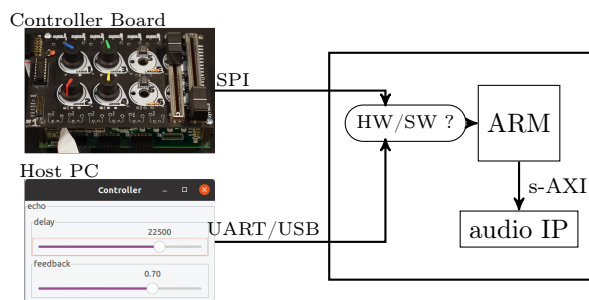 Controller Board
SPI
HW/SW ?
ARM
Host PC
Controller
echo
delay
22500
feedback
0.70
UART/USB
s-AXI
audio IP